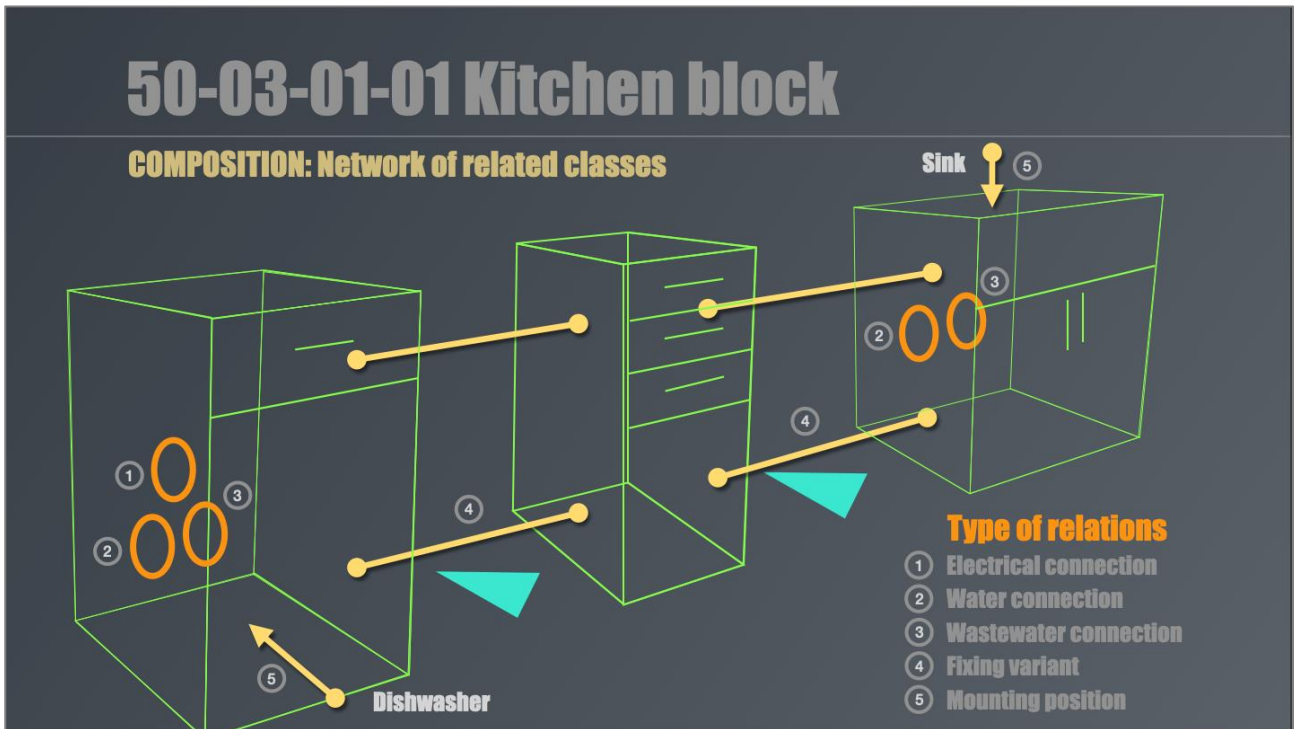 50-03-01-01 Kitchen block
COMPOSITION: Network of related classes
Sink
5
3
2
4
1
3
4
2
5
Dishwasher
Type of relations
1 Electrical connection
2 Water connection
3 Wastewater connection
4 Fixing variant
5 Mounting position